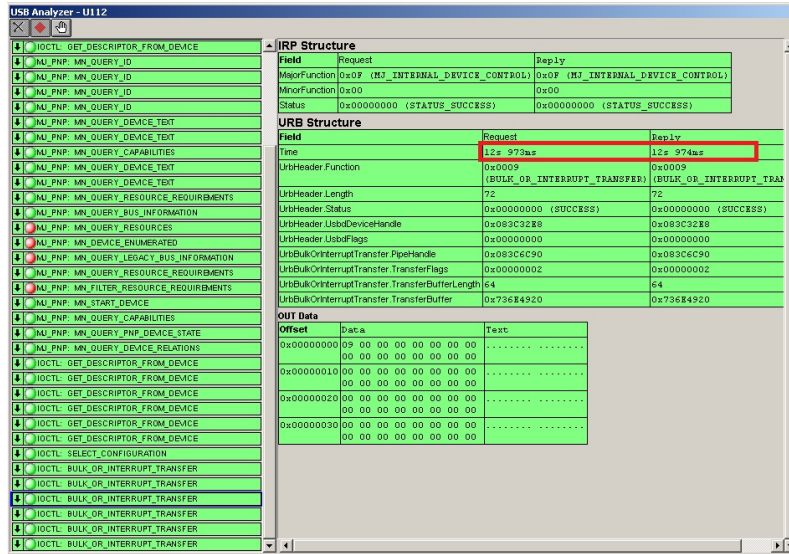 USB Analyzer - U112
IOCTL: GET_DESCRIPTOR_FROM_DEVICE
MJ_PNP: MN_QUERY_ID
MJ_PNP: MN_QUERY_ID
MJ_PNP: MN_QUERY_ID
MJ_PNP: MN_QUERY_ID
MJ_PNP: MN_QUERY_DEVICE_TEXT
MJ_PNP: MN_QUERY_DEVICE_TEXT
MJ_PNP: MN_QUERY_CAPABILITIES
MJ_PNP: MN_QUERY_DEVICE_TEXT
MJ_PNP: MN_QUERY_DEVICE_TEXT
MJ_PNP: MN_QUERY_RESOURCE_REQUIREMENTS
MJ_PNP: MN_QUERY_BUS_INFORMATION
MJ_PNP: MN_QUERY_RESOURCES
MJ_PNP: MN_DEVICE_ENUMERATED
MJ_PNP: MN_QUERY_LEGACY_BUS_INFORMATION
MJ_PNP: MN_QUERY_RESOURCE_REQUIREMENTS
MJ_PNP: MN_FILTER_RESOURCE_REQUIREMENTS
MJ_PNP: MN_START_DEVICE
MJ_PNP: MN_QUERY_CAPABILITIES
MJ_PNP: MN_QUERY_PNP_DEVICE_STATE
MJ_PNP: MN_QUERY_DEVICE_RELATIONS
IOCTL: GET_DESCRIPTOR_FROM_DEVICE
IOCTL: GET_DESCRIPTOR_FROM_DEVICE
IOCTL: GET_DESCRIPTOR_FROM_DEVICE
IOCTL: GET_DESCRIPTOR_FROM_DEVICE
IOCTL: GET_DESCRIPTOR_FROM_DEVICE
IOCTL: GET_DESCRIPTOR_FROM_DEVICE
IOCTL: SELECT_CONFIGURATION
IOCTL: BULK_OR_INTERRUPT_TRANSFER
IOCTL: BULK_OR_INTERRUPT_TRANSFER
IOCTL: BULK_OR_INTERRUPT_TRANSFER
IOCTL: BULK_OR_INTERRUPT_TRANSFER
IOCTL: BULK_OR_INTERRUPT_TRANSFER
IOCTL: BULK_OR_INTERRUPT_TRANSFER
IRP Structure
Field Request Reply
MajorFunction 0x0F (MJ_INTERNAL_DEVICE_CONTROL) 0x0F (MJ_INTERNAL_DEVICE_CONTROL)
MinorFunction 0x00 0x00
Status 0x00000000 (STATUS_SUCCESS) 0x00000000 (STATUS_SUCCESS)
URB Structure
Field Request Reply
Time 12s 973ms 12s 974ms
UrbHeader.Function 0x0009 0x0009
(BULK_OR_INTERRUPT_TRANSFER) (BULK_OR_INTERRUPT_TRAN
UrbHeader.Length 72 72
UrbHeader.Status 0x00000000 (SUCCESS) 0x00000000 (SUCCESS)
UrbHeader.UsbdDeviceHandle 0x083C32E8 0x083C32E8
UrbHeader.UsbdFlags 0x00000000 0x00000000
UrbBulkOrInterruptTransfer.PipeHandle 0x083C6C90 0x083C6C90
UrbBulkOrInterruptTransfer.TransferFlags 0x00000002 0x00000002
UrbBulkOrInterruptTransfer.TransferBufferLength 64 64
UrbBulkOrInterruptTransfer.TransferBuffer 0x736E4920 0x736E4920
OUT Data
Offset Data Text
0x00000000 09 00 00 00 00 00 00 00 ........ ........
00 00 00 00 00 00 00 00
0x00000010 00 00 00 00 00 00 00 00 ........ ........
00 00 00 00 00 00 00 00
0x00000020 00 00 00 00 00 00 00 00 ........ ........
00 00 00 00 00 00 00 00
0x00000030 00 00 00 00 00 00 00 00 ........ ........
00 00 00 00 00 00 00 00